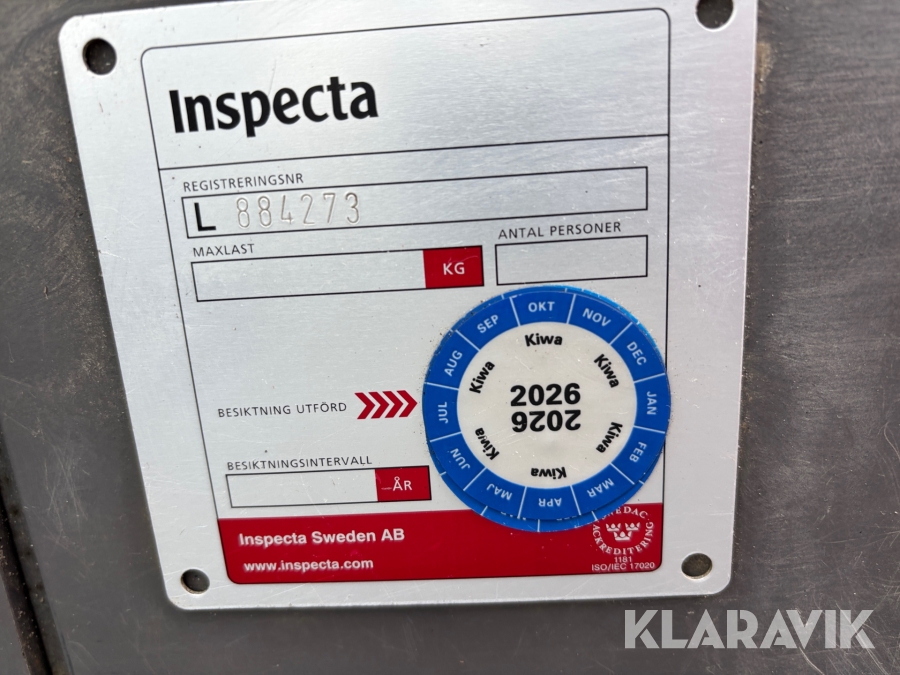 Inspecta
REGISTRERINGSNR
L 884273
MAXLAST
KG
ANTAL PERSONER
BESIKTNING UTFÖRD
BESIKTNINGSINTERVALL
ÅR
JAN
FEB
MAR
APR
MAJ
JUN
JUL
AUG
SEP
OKT
NOV
DEC
Kiwa
Kiwa
Kiwa
Kiwa
Kiwa
Kiwa
2026
2026
Inspecta Sweden AB
www.inspecta.com
ACKREDITERING
1181
ISO/IEC 17020
KLARAVIK